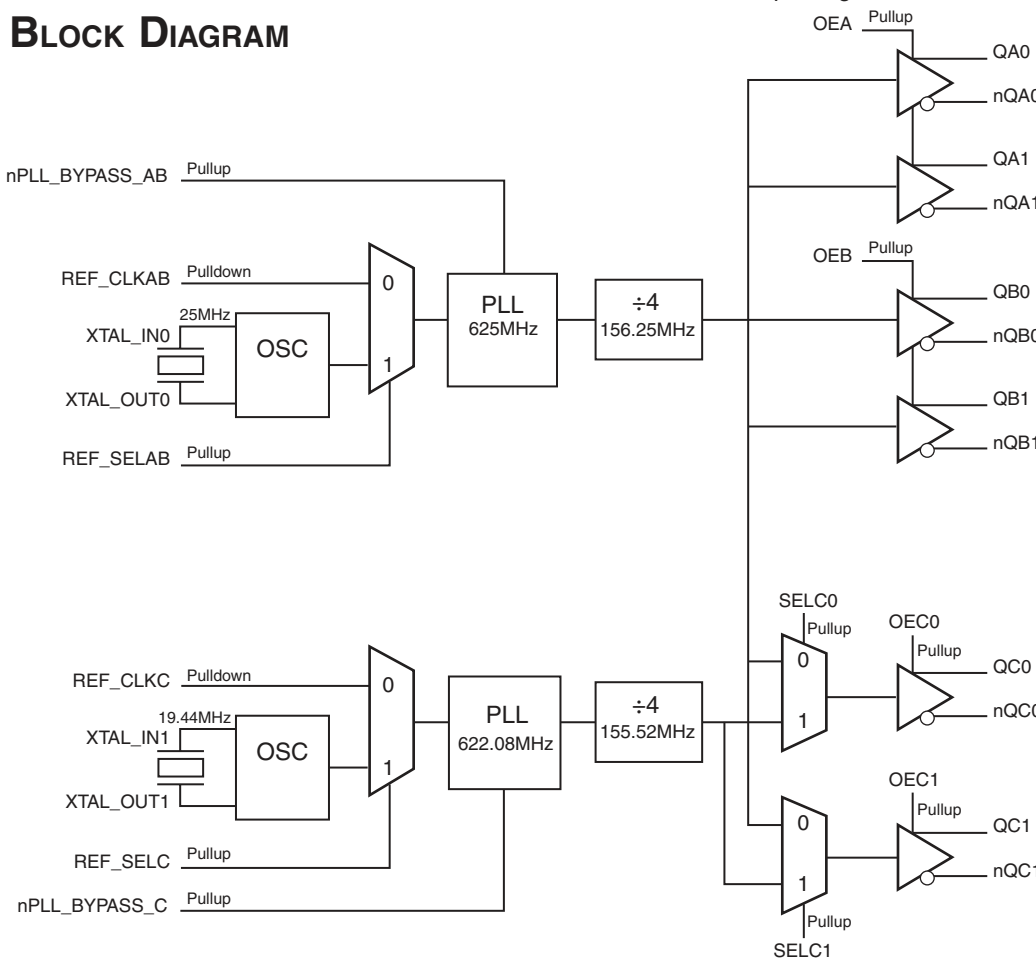 BLOCK DIAGRAM
OEA Pullup
QA0
nQA0
nPLL_BYPASS_AB Pullup
QA1
nQA1
REF_CLKAB Pulldown
0
25MHz
XTAL_IN0
OSC
XTAL_OUT0
1
REF_SELAB Pullup
PLL
625MHz
÷4
156.25MHz
OEB Pullup
QB0
nQB0
QB1
nQB1
SELC0
Pullup
0
1
OEC0
Pullup
QC0
nQC0
REF_CLKC Pulldown
0
19.44MHz
XTAL_IN1
OSC
XTAL_OUT1
1
REF_SELC Pullup
nPLL_BYPASS_C Pullup
PLL
622.08MHz
÷4
155.52MHz
0
1
Pullup
SELC1
OEC1
Pullup
QC1
nQC1